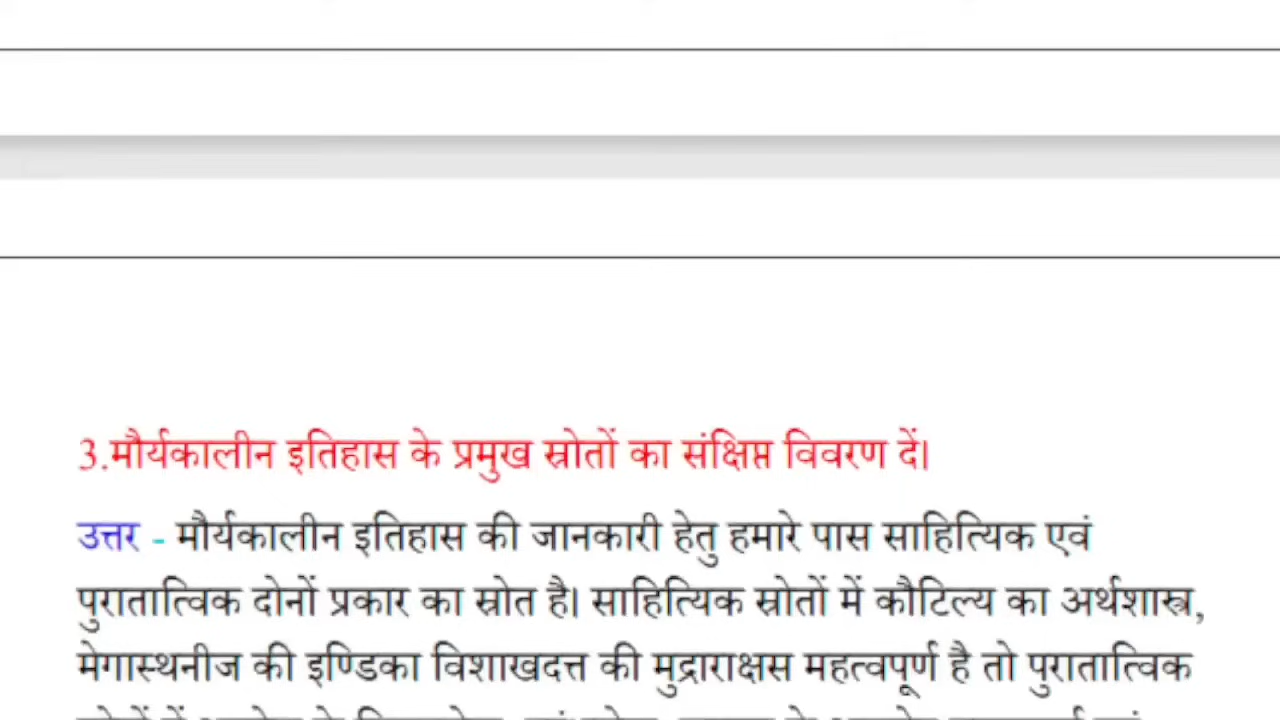 3.मौर्यकालीन इतिहास के प्रमुख स्रोतों का संक्षिप्त विवरण दें।
उत्तर - मौर्यकालीन इतिहास की जानकारी हेतु हमारे पास साहित्यिक एवं
पुरातात्विक दोनों प्रकार का स्रोत है। साहित्यिक स्रोतों में कौटिल्य का अर्थशास्त्र,
मेगास्थनीज की इण्डिका विशाखदत्त की मुद्राराक्षस महत्वपूर्ण है तो पुरातात्विक